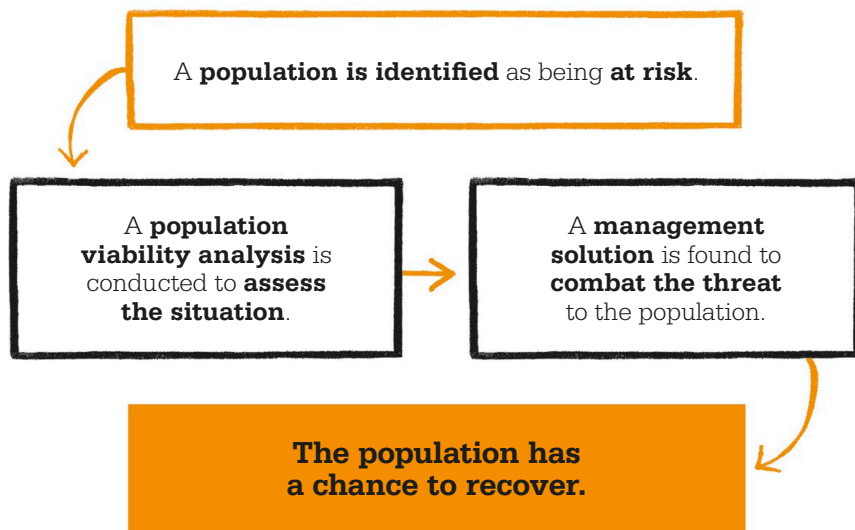 A population is identified as being at risk.
A population
viability analysis is
conducted to assess
the situation.
A management
solution is found to
combat the threat
to the population.
The population has
a chance to recover.